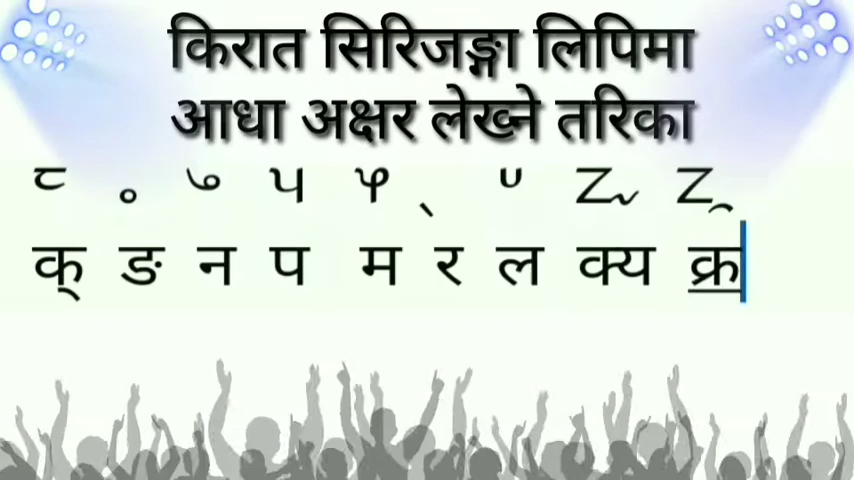 किरात सिरिजङ्गा लिपिमा
आधा अक्षर लेख्ने तरिका
ᤰ ᤱ ᤴ ᤵ ᤶ ᤷ ᤸ ᤁᤩ ᤁᤪ
क् ङ न प म र ल क्य क्र